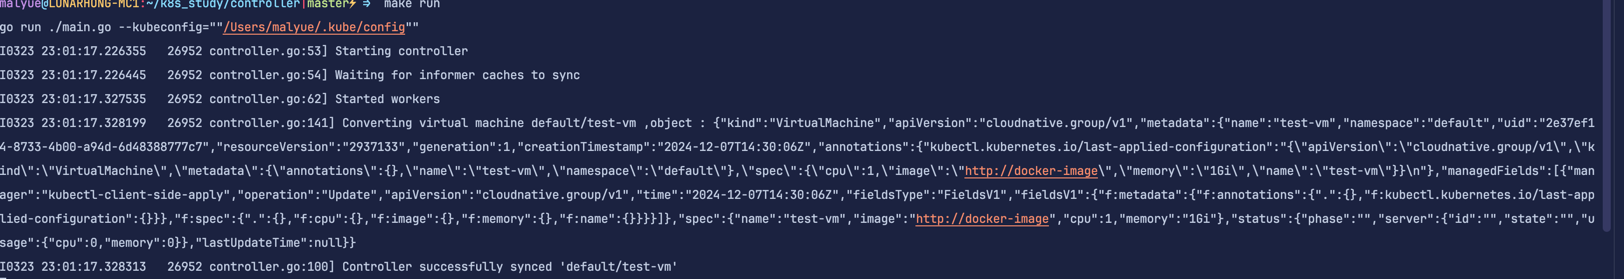 malyue@LUNARHUNG-MC1:~/k8s_study/controller|master⚡ ⇒  make run
go run ./main.go --kubeconfig=""/Users/malyue/.kube/config""
I0323 23:01:17.226355   26952 controller.go:53] Starting controller
I0323 23:01:17.226445   26952 controller.go:54] Waiting for informer caches to sync
I0323 23:01:17.327535   26952 controller.go:62] Started workers
I0323 23:01:17.328199   26952 controller.go:141] Converting virtual machine default/test-vm ,object : {"kind":"VirtualMachine","apiVersion":"cloudnative.group/v1","metadata":{"name":"test-vm","namespace":"default","uid":"2e37ef1
4-8733-4b00-a94d-6d48388777c7","resourceVersion":"2937133","generation":1,"creationTimestamp":"2024-12-07T14:30:06Z","annotations":{"kubectl.kubernetes.io/last-applied-configuration":"{\"apiVersion\":\"cloudnative.group/v1\",\"k
ind\":\"VirtualMachine\",\"metadata\":{\"annotations\":{},\"name\":\"test-vm\",\"namespace\":\"default\"},\"spec\":{\"cpu\":1,\"image\":\"http://docker-image\",\"memory\":\"1Gi\",\"name\":\"test-vm\"}}\n"},"managedFields":[{"man
ager":"kubectl-client-side-apply","operation":"Update","apiVersion":"cloudnative.group/v1","time":"2024-12-07T14:30:06Z","fieldsType":"FieldsV1","fieldsV1":{"f:metadata":{"f:annotations":{".":{},"f:kubectl.kubernetes.io/last-app
lied-configuration":{}}},"f:spec":{".":{},"f:cpu":{},"f:image":{},"f:memory":{},"f:name":{}}}}]},"spec":{"name":"test-vm","image":"http://docker-image","cpu":1,"memory":"1Gi"},"status":{"phase":"","server":{"id":"","state":"","u
sage":{"cpu":0,"memory":0}},"lastUpdateTime":null}}
I0323 23:01:17.328313   26952 controller.go:100] Controller successfully synced 'default/test-vm'